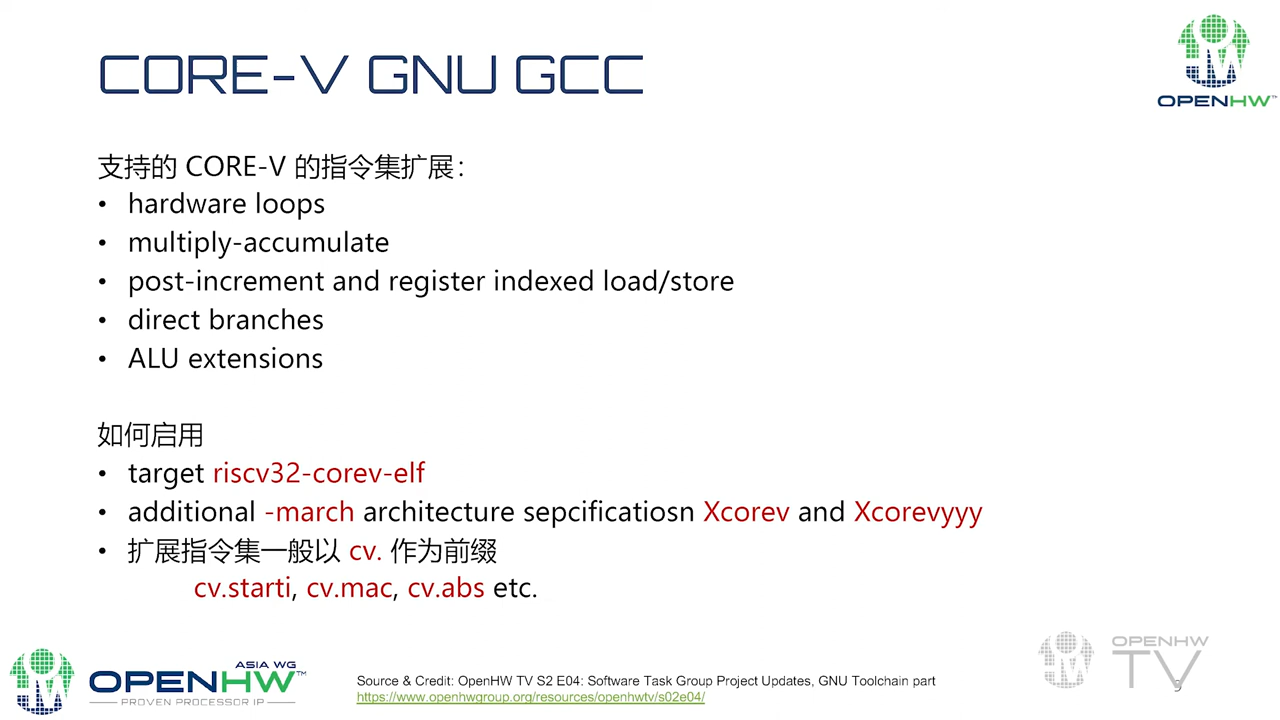 CORE-V GNU GCC
OPENHW™
支持的 CORE-V 的指令集扩展：
• hardware loops
• multiply-accumulate
• post-increment and register indexed load/store
• direct branches
• ALU extensions
如何启用
• target riscv32-corev-elf
• additional -march architecture sepcificatiosn Xcorev and Xcorevyyy
• 扩展指令集一般以 cv. 作为前缀
cv.starti, cv.mac, cv.abs etc.
ASIA WG
OPENHW™
PROVEN PROCESSOR IP
Source & Credit: OpenHW TV S2 E04: Software Task Group Project Updates, GNU Toolchain part
https://www.openhwgroup.org/resources/openhwtv/s02e04/
OPENHW
TV
9